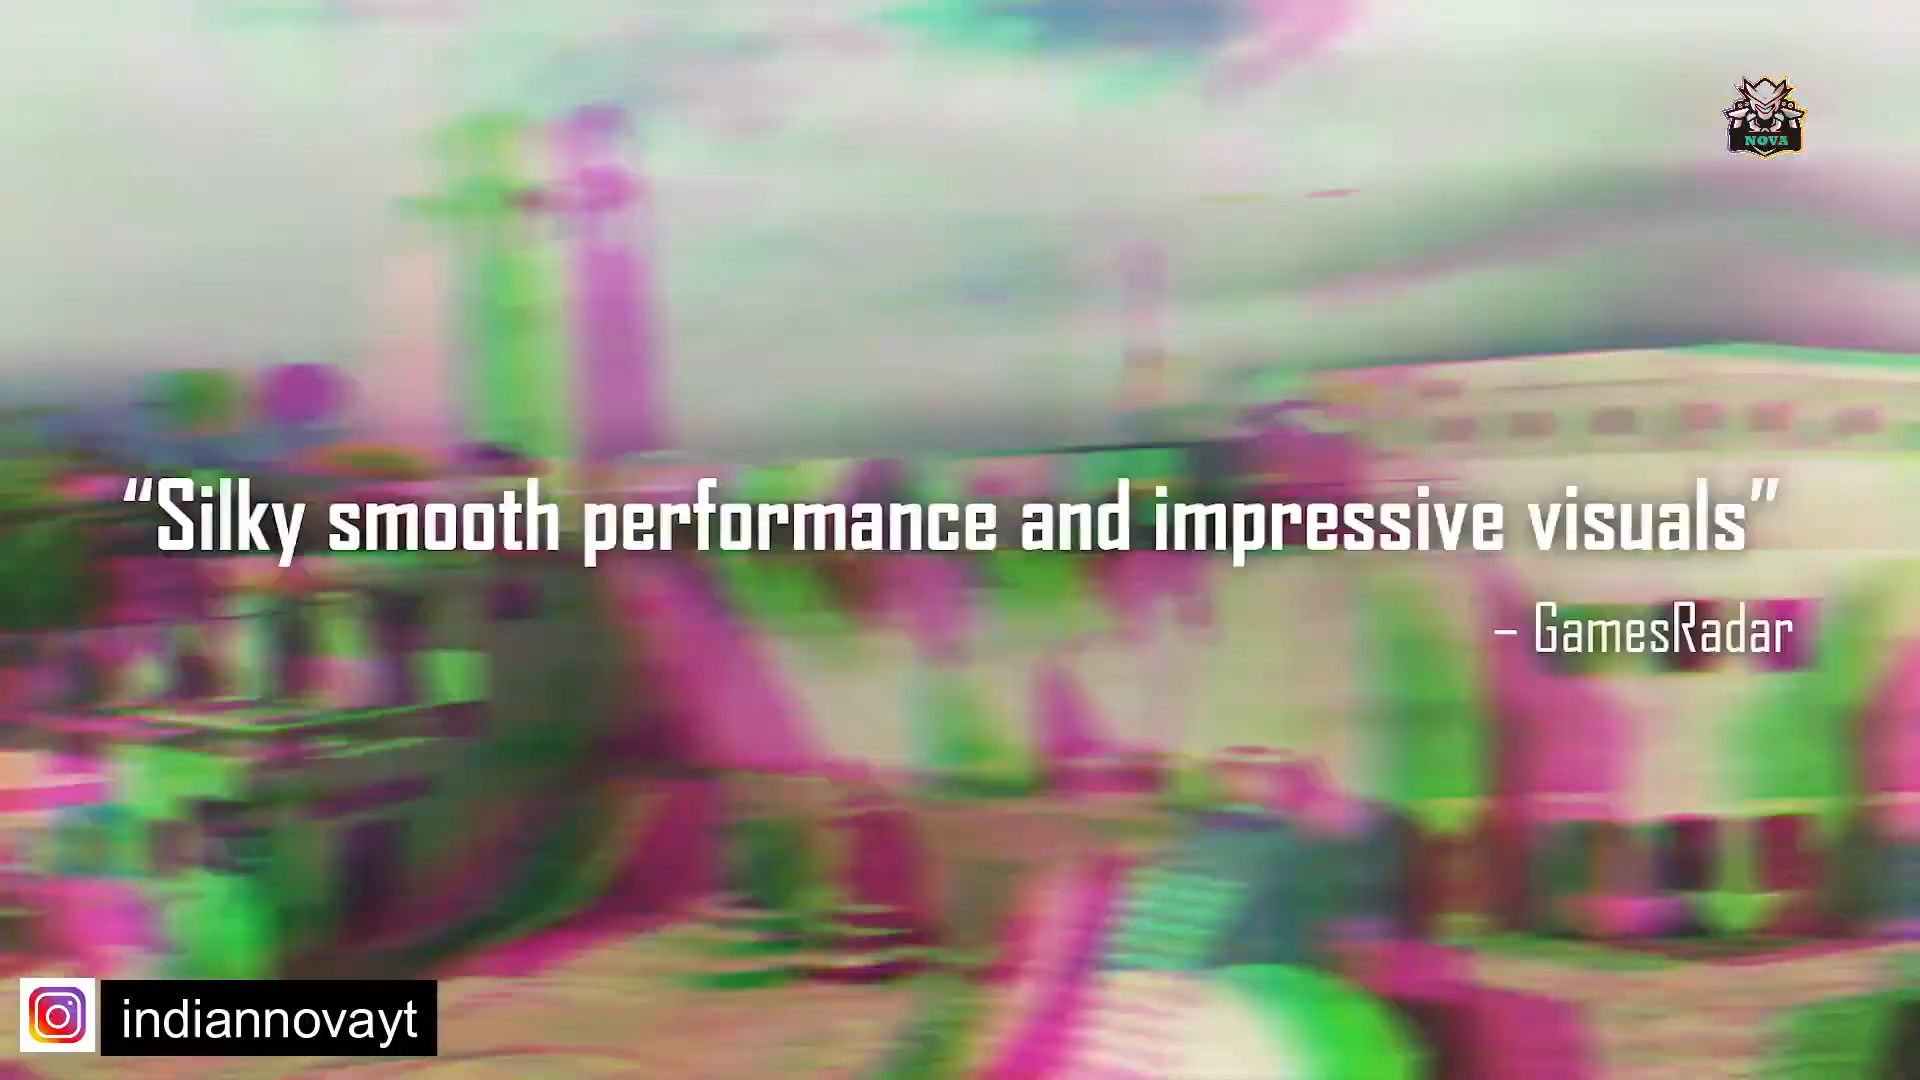 NOVA
“Silky smooth performance and impressive visuals”
– GamesRadar
indiannovayt